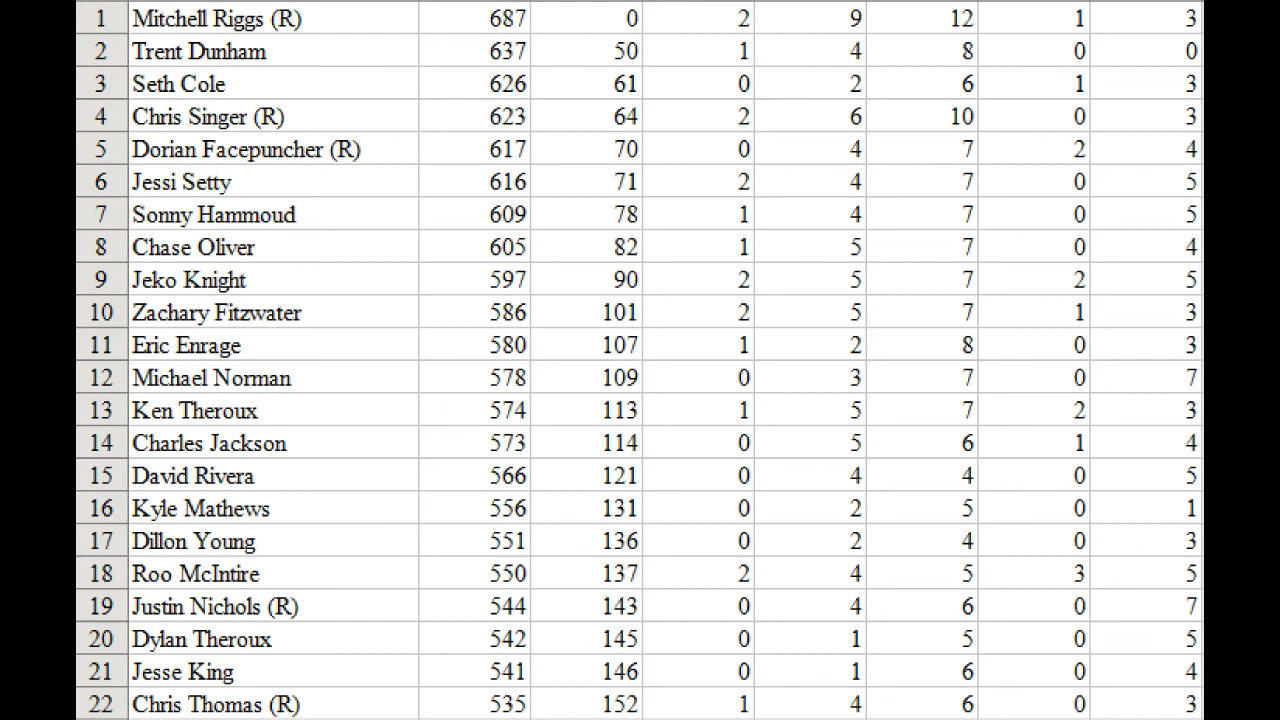 1 Mitchell Riggs (R) 687 0 2 9 12 1 3
2 Trent Dunham 637 50 1 4 8 0 0
3 Seth Cole 626 61 0 2 6 1 3
4 Chris Singer (R) 623 64 2 6 10 0 3
5 Dorian Facepuncher (R) 617 70 0 4 7 2 4
6 Jessi Setty 616 71 2 4 7 0 5
7 Sonny Hammoud 609 78 1 4 7 0 5
8 Chase Oliver 605 82 1 5 7 0 4
9 Jeko Knight 597 90 2 5 7 2 5
10 Zachary Fitzwater 586 101 2 5 7 1 3
11 Eric Enrage 580 107 1 2 8 0 3
12 Michael Norman 578 109 0 3 7 0 7
13 Ken Theroux 574 113 1 5 7 2 3
14 Charles Jackson 573 114 0 5 6 1 4
15 David Rivera 566 121 0 4 4 0 5
16 Kyle Mathews 556 131 0 2 5 0 1
17 Dillon Young 551 136 0 2 4 0 3
18 Roo McIntire 550 137 2 4 5 3 5
19 Justin Nichols (R) 544 143 0 4 6 0 7
20 Dylan Theroux 542 145 0 1 5 0 5
21 Jesse King 541 146 0 1 6 0 4
22 Chris Thomas (R) 535 152 1 4 6 0 3